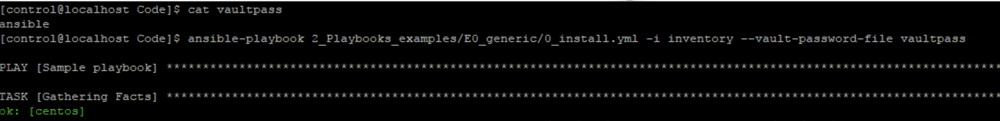 [control@localhost Code]$ cat vaultpass
ansible
[control@localhost Code]$ ansible-playbook 2_Playbooks_examples/E0_generic/0_install.yml -i inventory --vault-password-file vaultpass
PLAY [Sample playbook] *******************************************************************************************************************
TASK [Gathering Facts] *******************************************************************************************************************
ok: [centos]